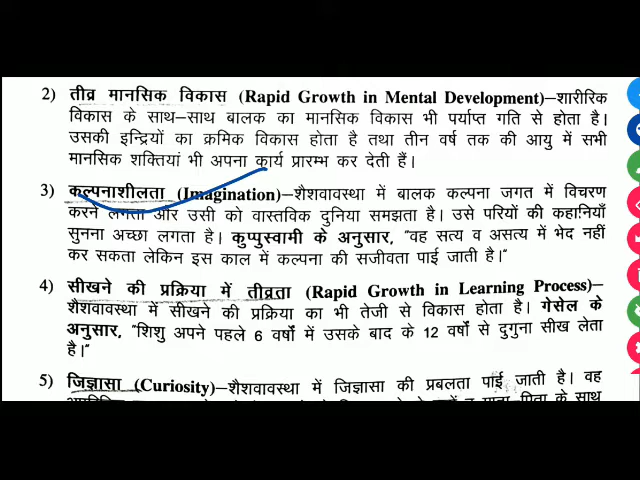 2) तीव्र मानसिक विकास (Rapid Growth in Mental Development)–शारीरिक
विकास के साथ–साथ बालक का मानसिक विकास भी पर्याप्त गति से होता है।
उसकी इन्द्रियों का क्रमिक विकास होता है तथा तीन वर्ष तक की आयु में सभी
मानसिक शक्तियां भी अपना कार्य प्रारम्भ कर देती हैं।
3) कल्पनाशीलता (Imagination)–शैशवावस्था में बालक कल्पना जगत में विचरण
करने लगता और उसी को वास्तविक दुनिया समझता है। उसे परियों की कहानियाँ
सुनना अच्छा लगता है। कुप्पुस्वामी के अनुसार, "वह सत्य व असत्य में भेद नहीं
कर सकता लेकिन इस काल में कल्पना की सजीवता पाई जाती है।"
4) सीखने की प्रक्रिया में तीव्रता (Rapid Growth in Learning Process)–
शैशवावस्था में सीखने की प्रक्रिया का भी तेजी से विकास होता है। गेसेल के
अनुसार, "शिशु अपने पहले 6 वर्षों में उसके बाद के 12 वर्षों से दुगुना सीख लेता
है।"
5) जिज्ञासा (Curiosity)–शैशवावस्था में जिज्ञासा की प्रबलता पाई जाती है। वह
पिता के साथ